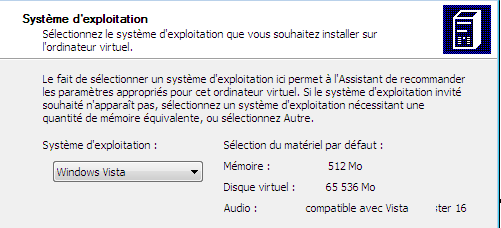 Système d'exploitation
Sélectionnez le système d'exploitation que vous souhaitez installer sur
l'ordinateur virtuel.
Le fait de sélectionner un système d'exploitation ici permet à l'Assistant de recommander
les paramètres appropriés pour cet ordinateur virtuel. Si le système d'exploitation invité
souhaité n'apparaît pas, sélectionnez un système d'exploitation nécessitant une
quantité de mémoire équivalente, ou sélectionnez Autre.
Système d'exploitation :
Windows Vista
Sélection du matériel par défaut :
Mémoire : 512 Mo
Disque virtuel : 65 536 Mo
Audio : compatible avec Vista ster 16